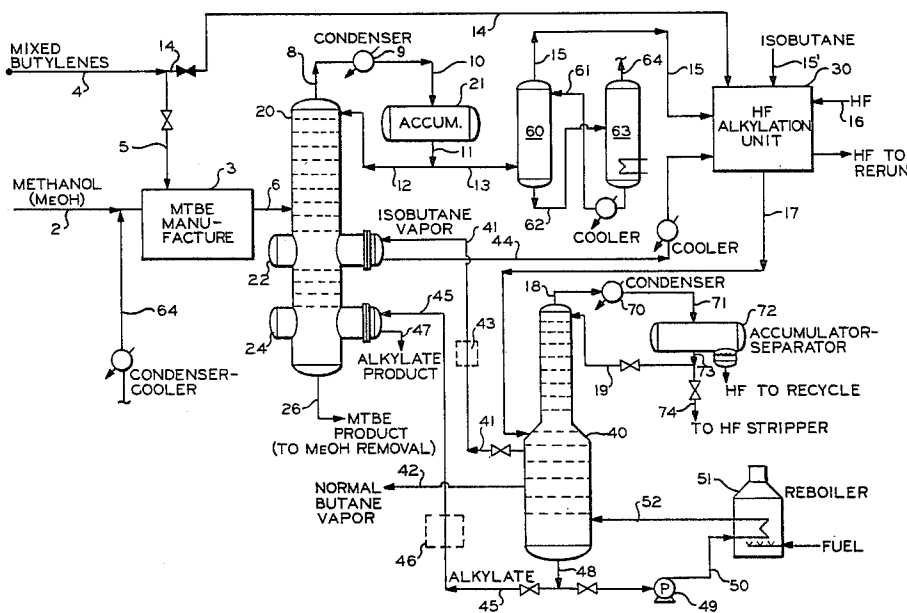 14
MIXED
BUTYLENES
14
4
CONDENSER
8
9
10
21
ACCUM.
15
61
64
15
ISOBUTANE
15'
30
HF
16
HF
ALKYLATION
UNIT
HF TO
RERUN
20
60
63
5
11
12
13
62
COOLER
COOLER
17
METHANOL
(MEOH)
2
3
6
MTBE
MANU-
FACTURE
ISOBUTANE
VAPOR
41
44
22
45
24
47
43
ALKYLATE
PRODUCT
64
CONDENSER-
COOLER
26
MTBE
PRODUCT
(TO MEOH REMOVAL)
18
CONDENSER
70
71
72
ACCUMULATOR-
SEPARATOR
73
19
HF TO RECYCLE
74
TO HF STRIPPER
41
40
42
NORMAL
BUTANE
VAPOR
46
51
REBOILER
52
FUEL
48
ALKYLATE
45
P
49
50